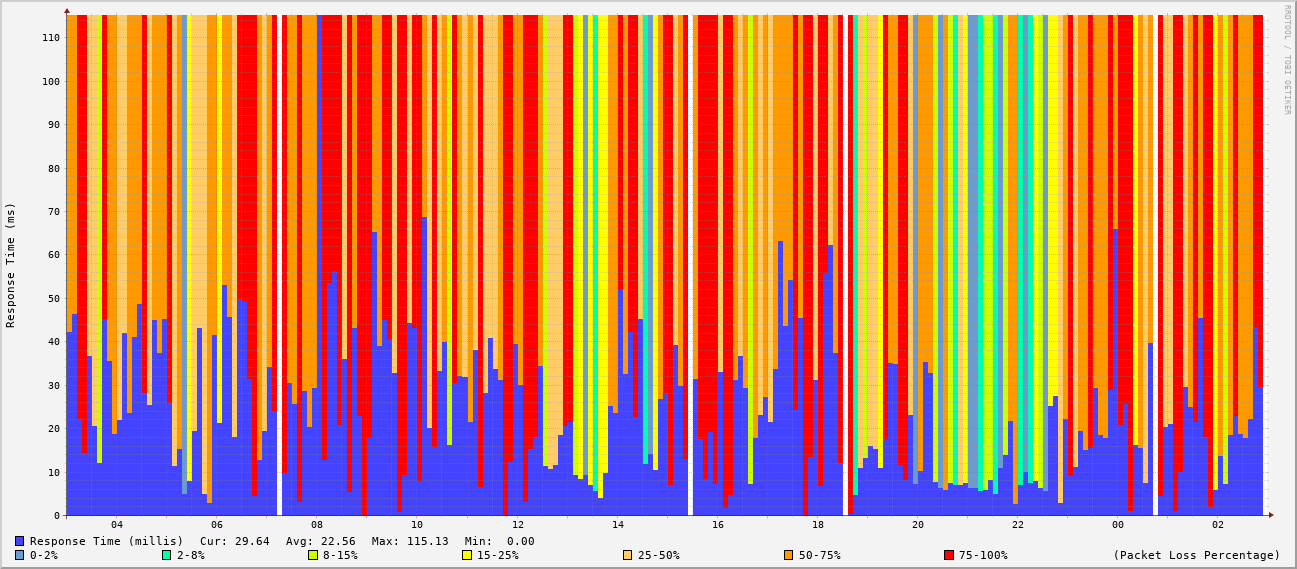 RRDTOOL / TOBI OETIKER
Response Time (ms)
110
100
90
80
70
60
50
40
30
20
10
0
04 06 08 10 12 14 16 18 20 22 00 02
Response Time (millis) Cur: 29.64 Avg: 22.56 Max: 115.13 Min: 0.00
0-2% 2-8% 8-15% 15-25% 25-50% 50-75% 75-100% (Packet Loss Percentage)